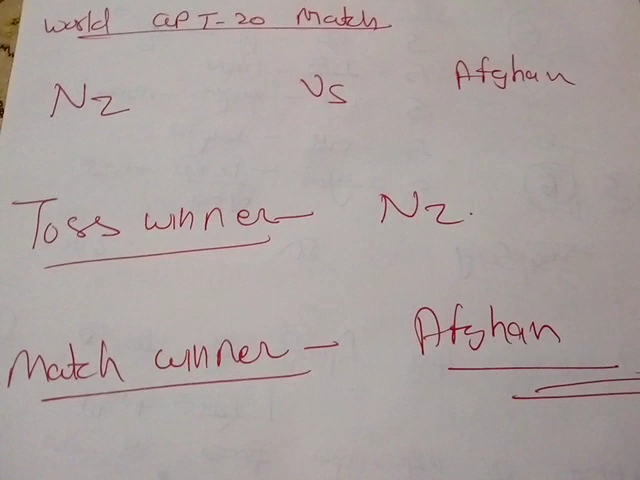 World cup T-20 Match
NZ Vs Afghan
Toss winner- NZ.
Match winner- Afghan